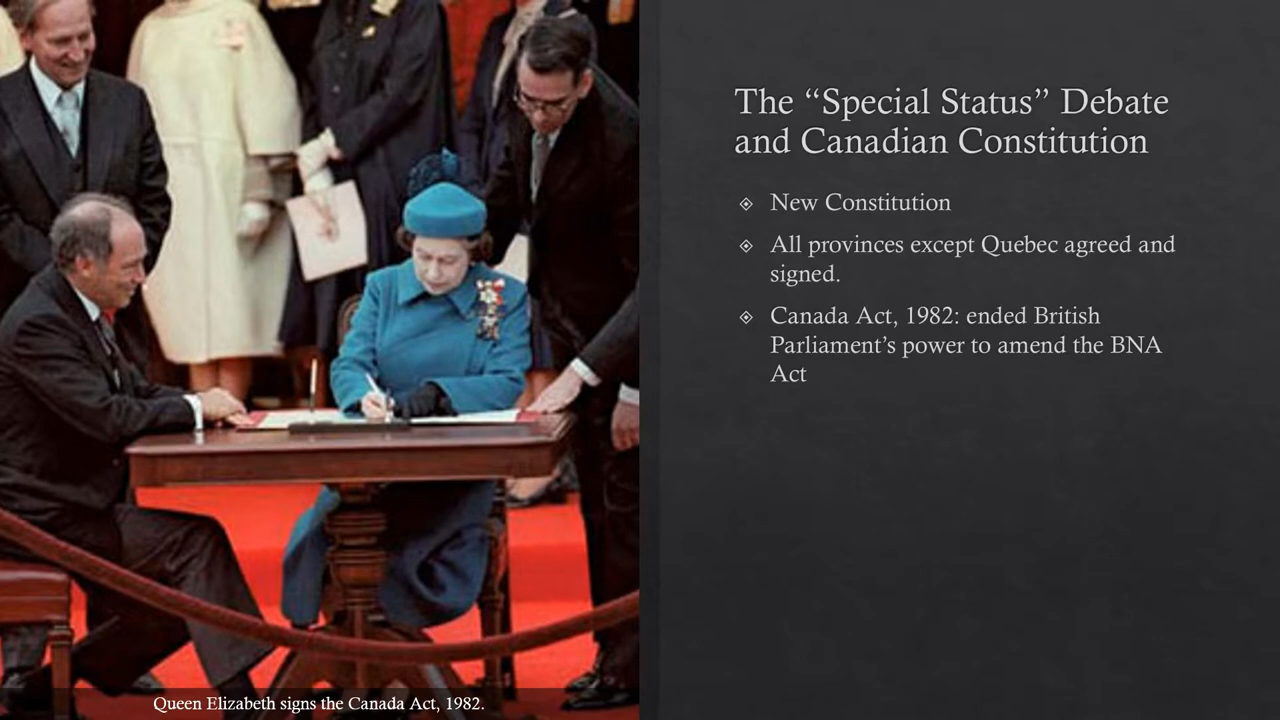 The “Special Status” Debate
and Canadian Constitution
New Constitution
All provinces except Quebec agreed and
signed.
Canada Act, 1982: ended British
Parliament’s power to amend the BNA
Act
Queen Elizabeth signs the Canada Act, 1982.